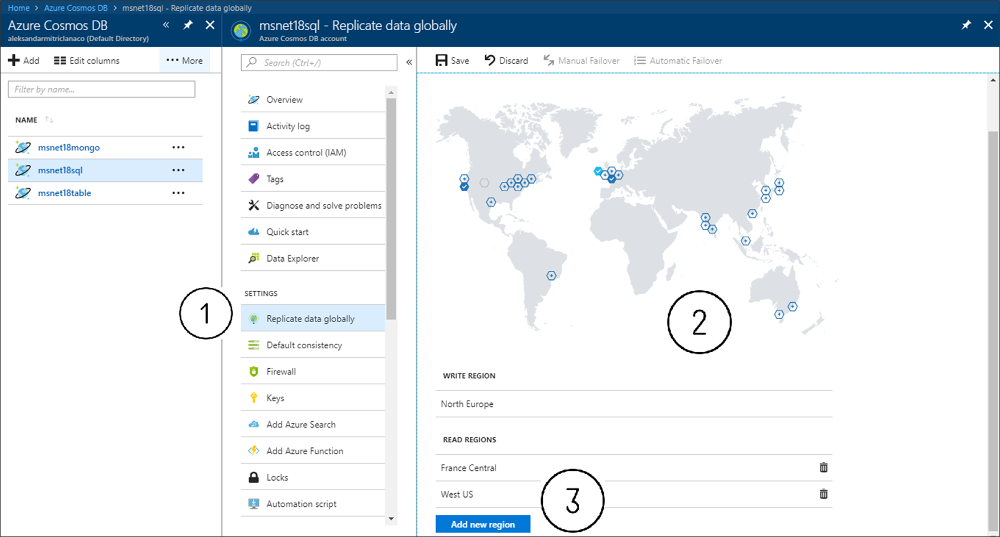 Home > Azure Cosmos DB > msnet18sql - Replicate data globally
Azure Cosmos DB
aleksandarmitriclanaco (Default Directory)
Add
Edit columns
More
Filter by name...
NAME
msnet18mongo
msnet18sql
msnet18table
msnet18sql - Replicate data globally
Azure Cosmos DB account
Search (Ctrl+/)
Overview
Activity log
Access control (IAM)
Tags
Diagnose and solve problems
Quick start
Data Explorer
SETTINGS
1
Replicate data globally
Default consistency
Firewall
Keys
Add Azure Search
Add Azure Function
Locks
Automation script
Save
Discard
Manual Failover
Automatic Failover
2
WRITE REGION
North Europe
READ REGIONS
France Central
West US
3
Add new region